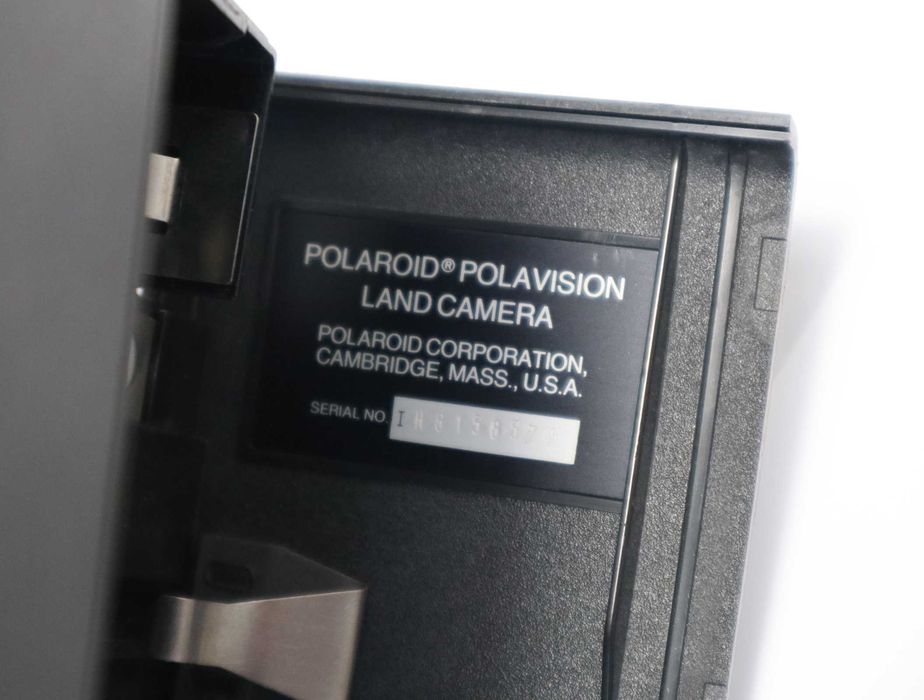 POLAROID® POLAVISION
LAND CAMERA
POLAROID CORPORATION,
CAMBRIDGE, MASS., U.S.A.
SERIAL NO.